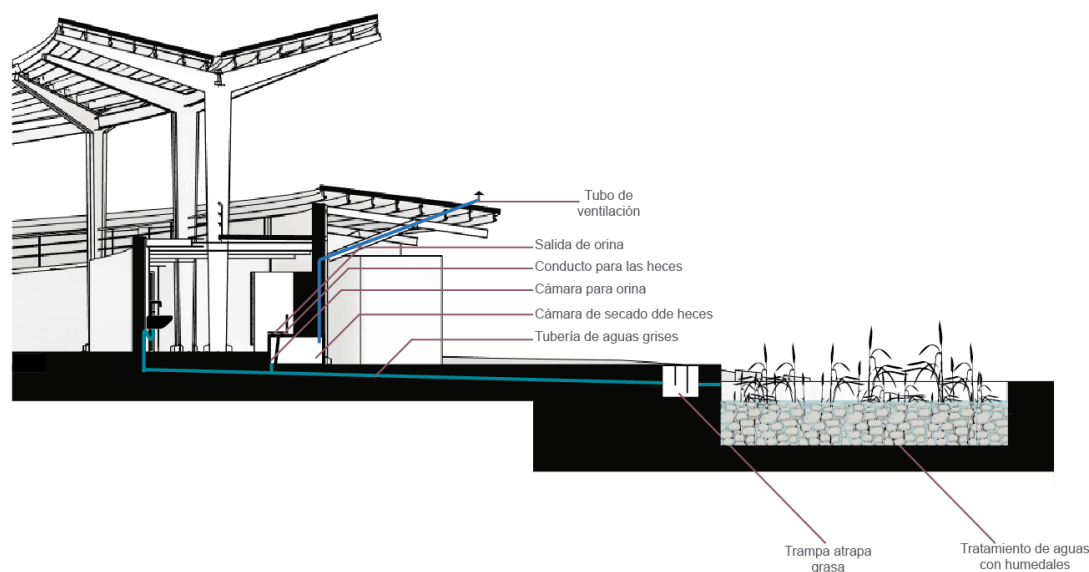 Tubo de
ventilación
Salida de orina
Conducto para las heces
Cámara para orina
Cámara de secado dde heces
Tubería de aguas grises
Trampa atrapa
grasa
Tratamiento de aguas
con humedales